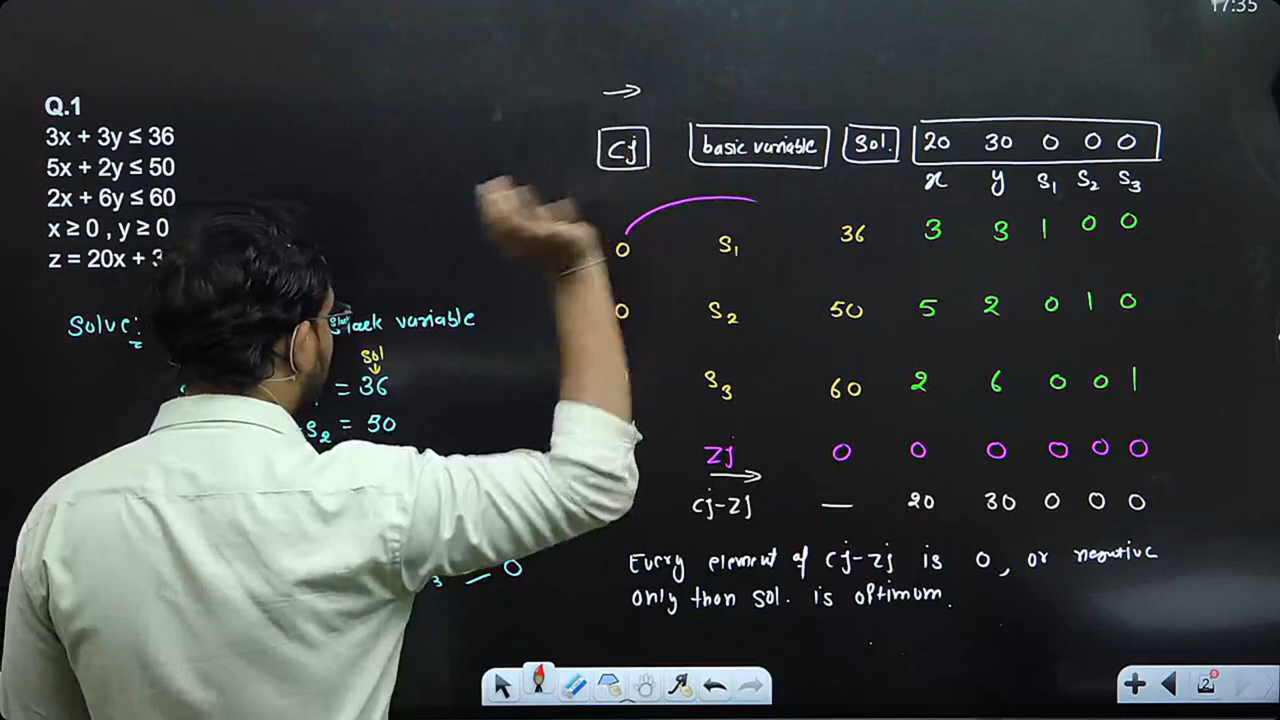 17:35
Q.1
3x + 3y ≤ 36
5x + 2y ≤ 50
2x + 6y ≤ 60
x ≥ 0 , y ≥ 0
z = 20x +
Solve:
Slack variable
Sol
= 36
S₂ = 50
3 — 0
→
Cj basic variable Sol. 20 30 0 0 0
x y S₁ S₂ S₃
0 S₁ 36 3 3 1 0 0
0 S₂ 50 5 2 0 1 0
S₃ 60 2 6 0 0 1
Zj 0 0 0 0 0 0
Cj-Zj — 20 30 0 0 0
Every element of Cj-Zj is 0, or negative
only then sol. is optimum.
2